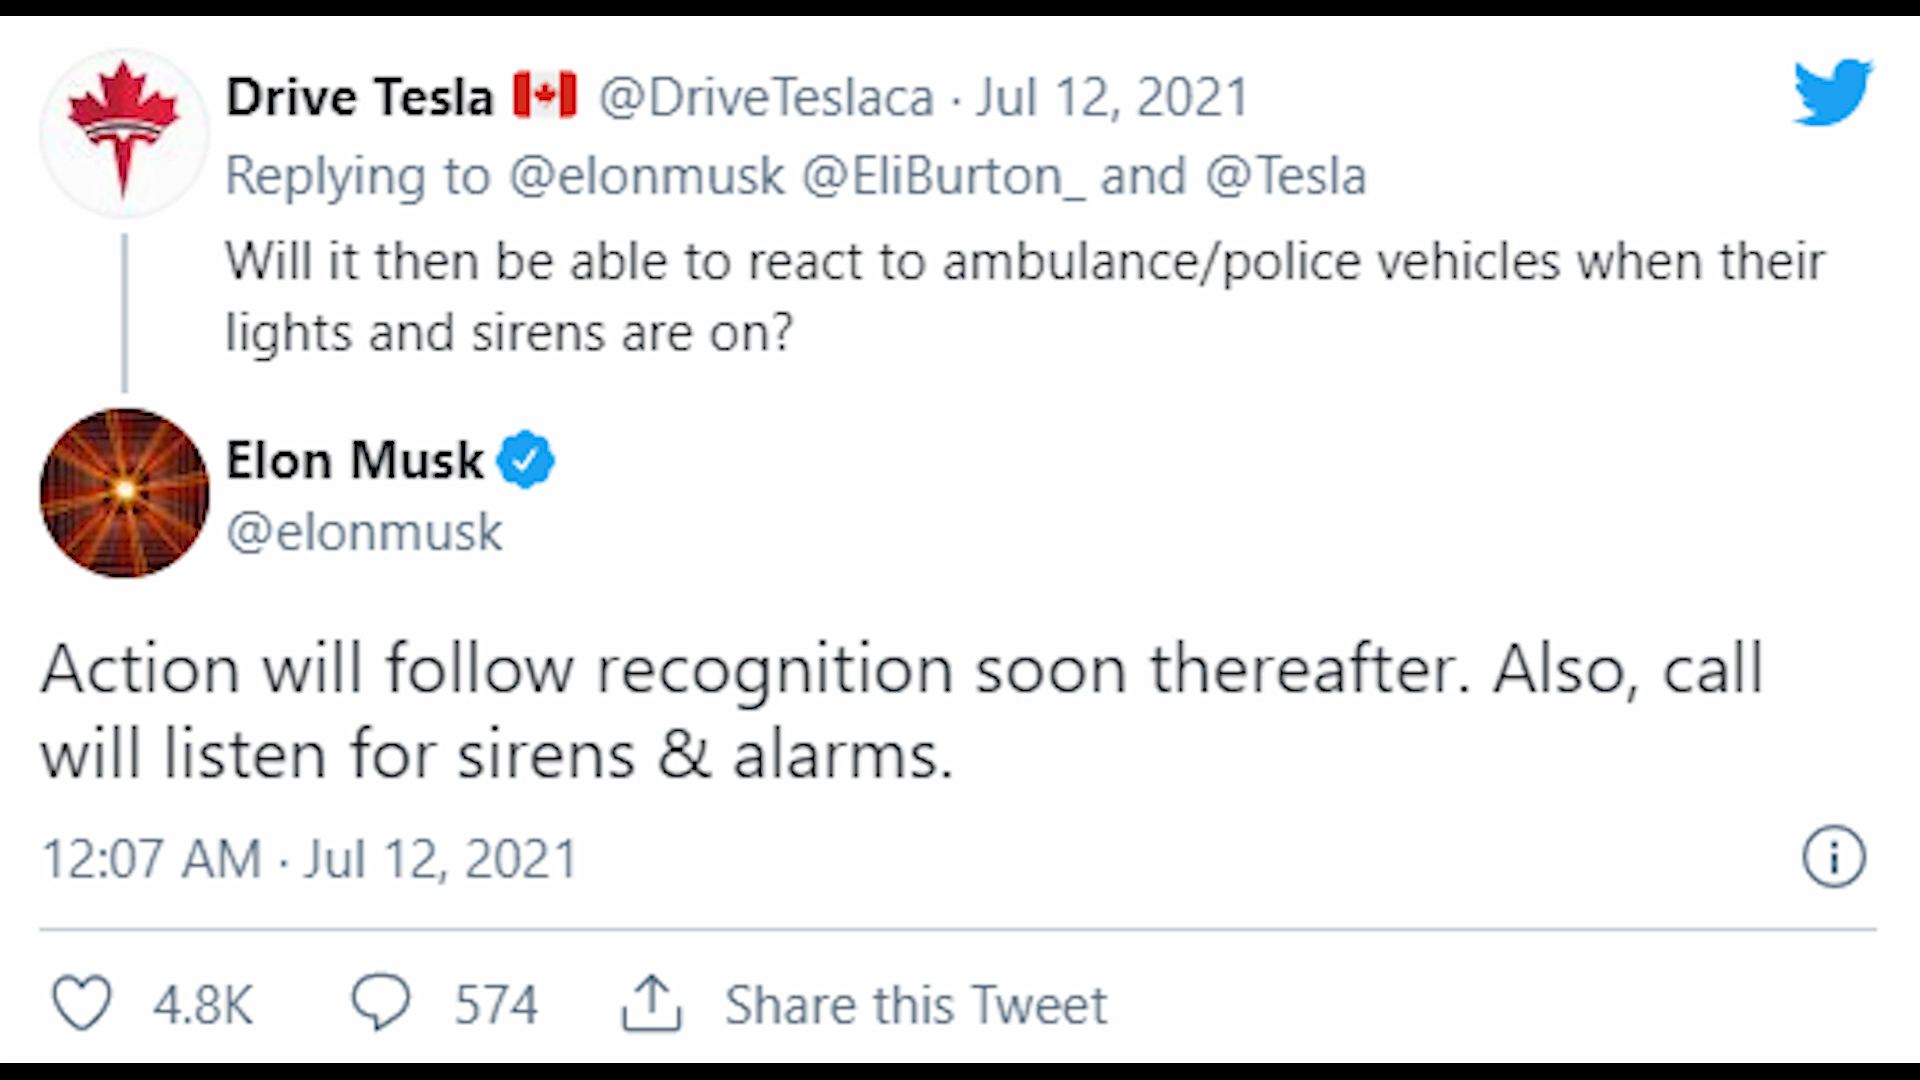 Drive Tesla 🇨🇦 @DriveTeslaca · Jul 12, 2021
Replying to @elonmusk @EliBurton_ and @Tesla
Will it then be able to react to ambulance/police vehicles when their
lights and sirens are on?
Elon Musk
@elonmusk
Action will follow recognition soon thereafter. Also, call
will listen for sirens & alarms.
12:07 AM · Jul 12, 2021
4.8K 574 Share this Tweet